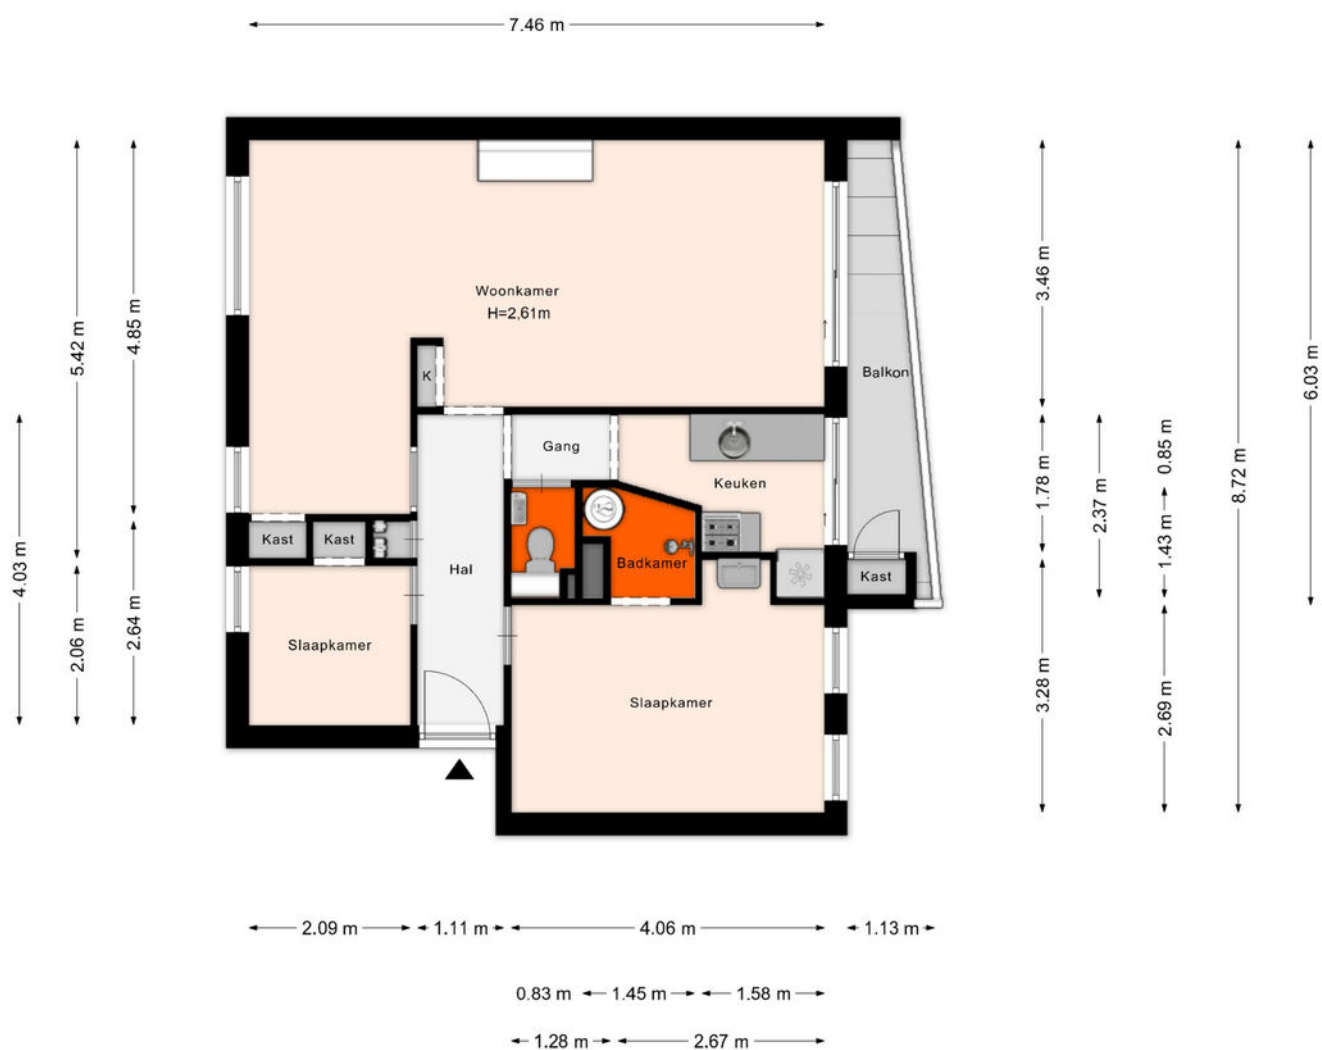 7.46 m
5.42 m
4.85 m
4.03 m
2.06 m
2.64 m
Woonkamer
H=2,61m
K
Balkon
Gang
Keuken
Kast
Kast
Hal
Badkamer
Kast
Slaapkamer
Slaapkamer
3.46 m
1.78 m
3.28 m
2.37 m
0.85 m
1.43 m
2.69 m
8.72 m
6.03 m
2.09 m
1.11 m
4.06 m
1.13 m
0.83 m
1.45 m
1.58 m
1.28 m
2.67 m